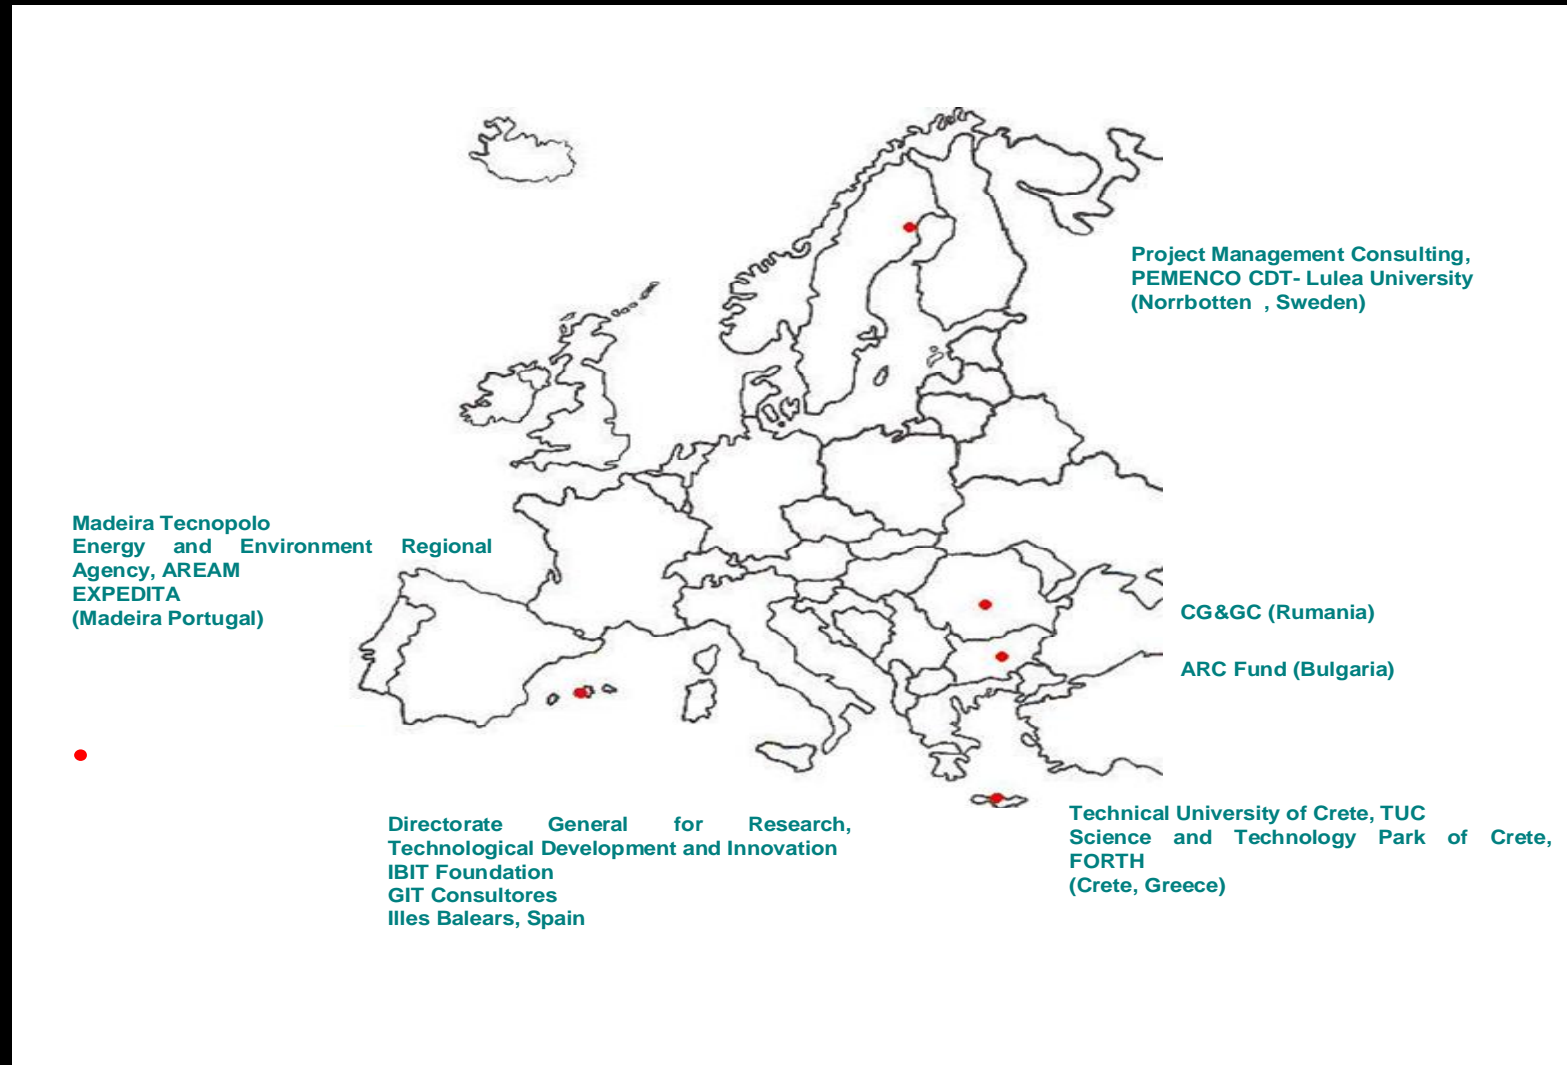 Project Management Consulting,
PEMENCO CDT- Lulea University
(Norrbotten , Sweden)
Madeira Tecnopolo
Energy and Environment Regional
Agency, AREAM
EXPEDITA
(Madeira Portugal)
CG&GC (Rumania)
ARC Fund (Bulgaria)
Directorate General for Research,
Technological Development and Innovation
IBIT Foundation
GIT Consultores
Illes Balears, Spain
Technical University of Crete, TUC
Science and Technology Park of Crete,
FORTH
(Crete, Greece)